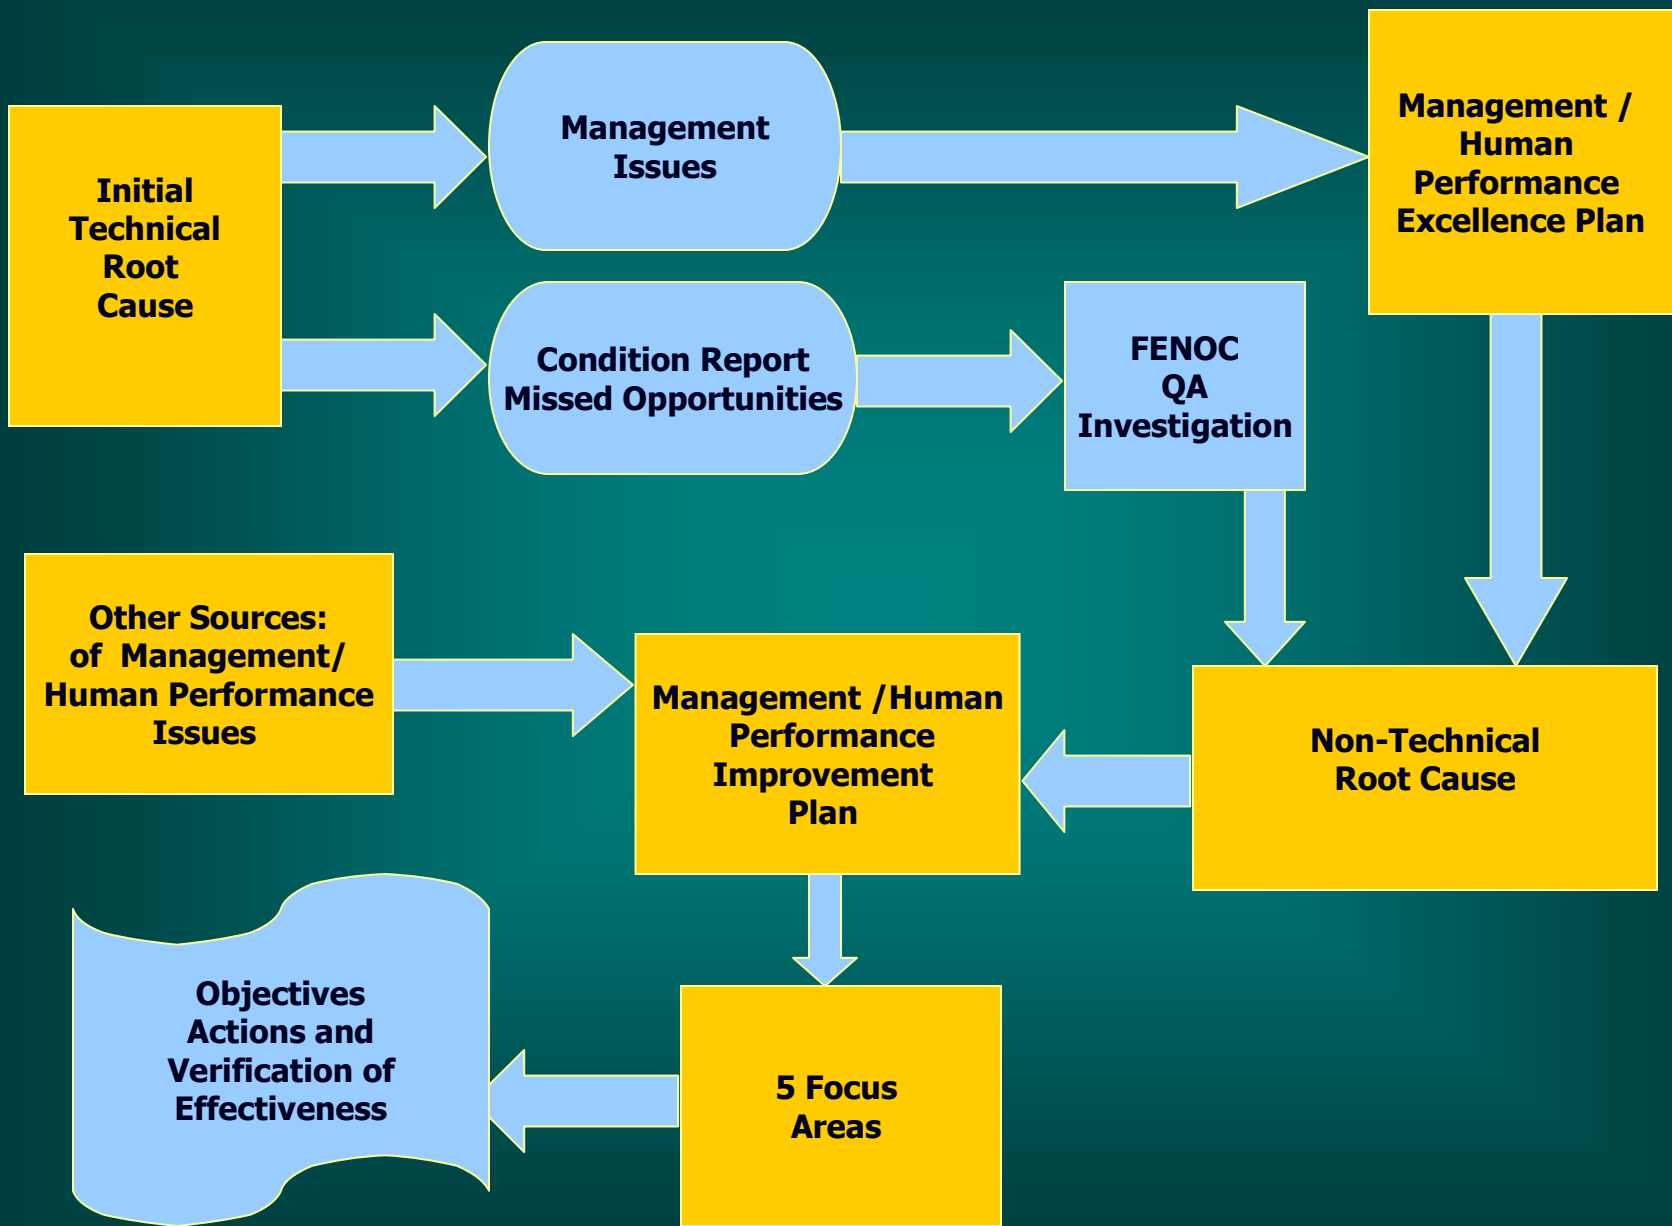 Initial
Technical
Root
Cause
Management
Issues
Management /
Human
Performance
Excellence Plan
Condition Report
Missed Opportunities
FENOC
QA
Investigation
Other Sources:
of Management/
Human Performance
Issues
Management /Human
Performance
Improvement
Plan
Non-Technical
Root Cause
Objectives
Actions and
Verification of
Effectiveness
5 Focus
Areas